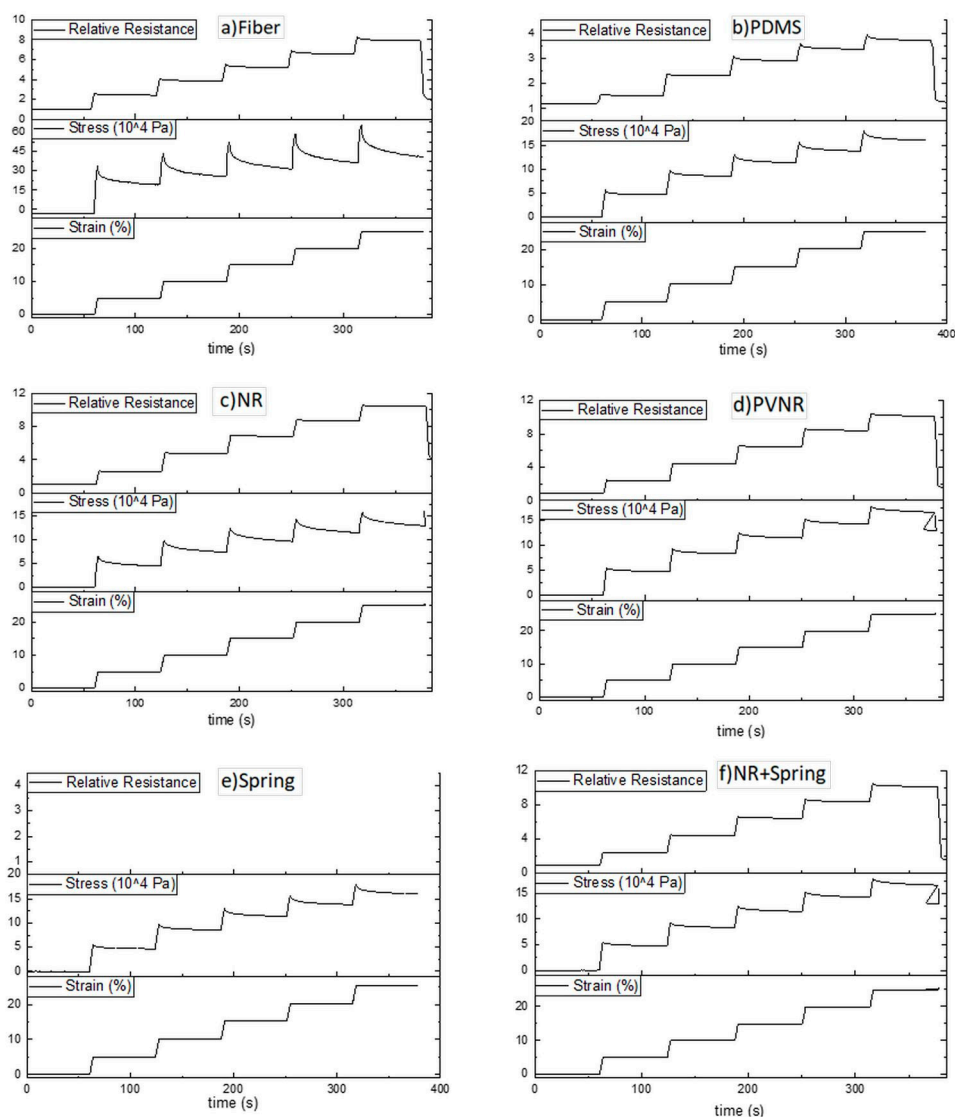 a)Fiber
Relative Resistance
10
8
6
4
2
0
Stress (10^4 Pa)
60
45
30
15
0
Strain (%)
20
10
0
0 100 200 300
time (s)
b)PDMS
Relative Resistance
4
3
2
1
20
Stress (10^4 Pa)
15
10
5
0
Strain (%)
20
10
0
0 100 200 300 400
time (s)
c)NR
12
Relative Resistance
8
4
0
Stress (10^4 Pa)
15
10
5
0
Strain (%)
20
10
0
0 100 200 300
time (s)
d)PVNR
12
Relative Resistance
8
4
0
Stress (10^4 Pa)
15
10
5
0
Strain (%)
20
10
0
0 100 200 300
time (s)
e)Spring
Relative Resistance
4
3
2
1
20
Stress (10^4 Pa)
15
10
5
0
Strain (%)
20
10
0
0 100 200 300 400
time (s)
f)NR+Spring
12
Relative Resistance
8
4
0
Stress (10^4 Pa)
15
10
5
0
Strain (%)
20
10
0
0 100 200 300
time (s)